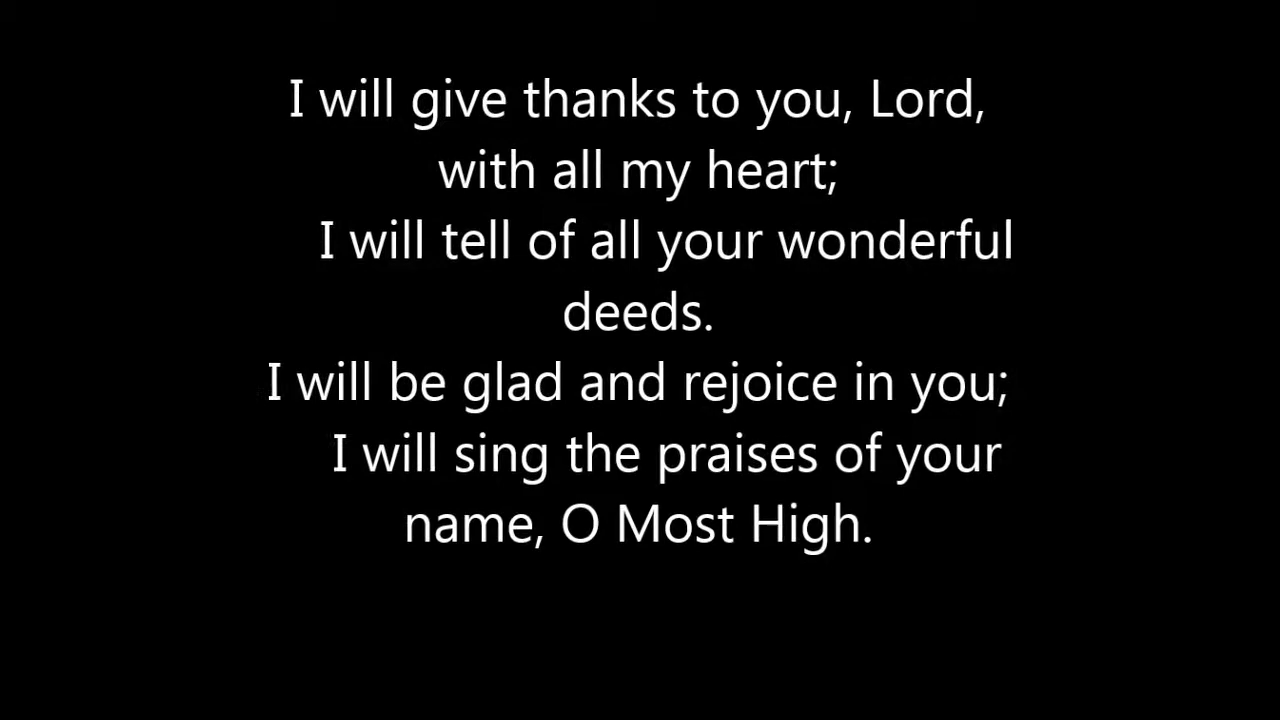 I will give thanks to you, Lord,
with all my heart;
I will tell of all your wonderful
deeds.
I will be glad and rejoice in you;
I will sing the praises of your
name, O Most High.